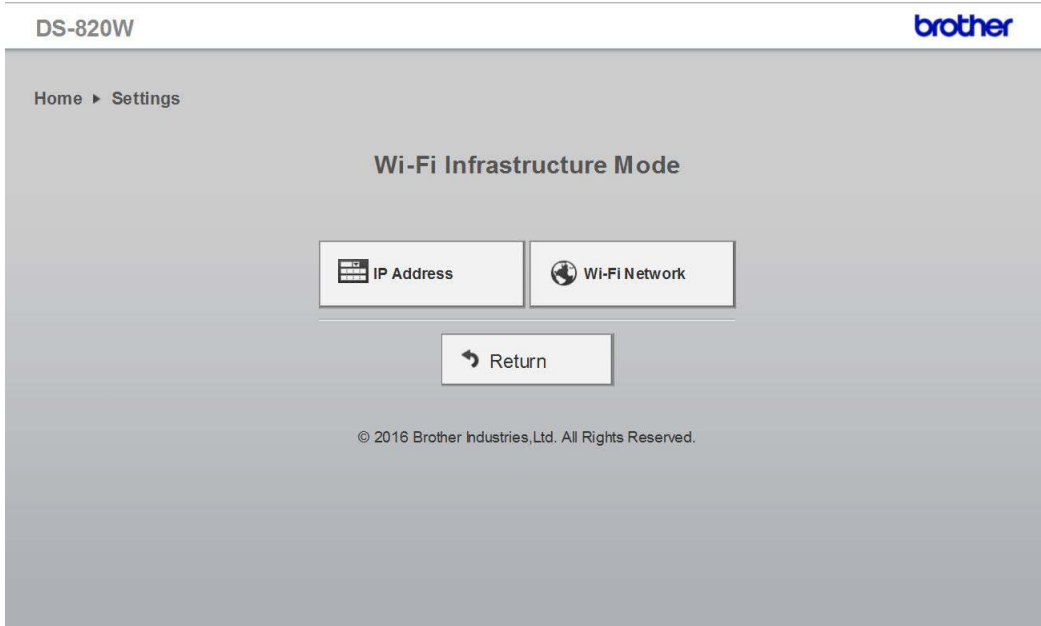 DS-820W
brother
Home ▸ Settings
Wi-Fi Infrastructure Mode
IP Address
Wi-Fi Network
Return
© 2016 Brother Industries,Ltd. All Rights Reserved.